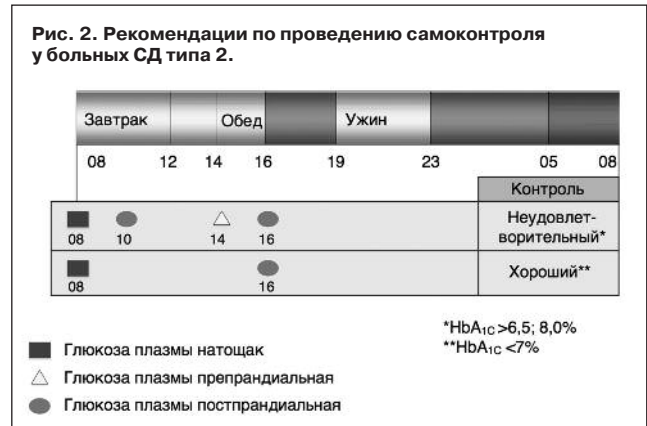 Рис. 2. Рекомендации по проведению самоконтроля
у больных СД типа 2.
Завтрак Обед Ужин
08 12 14 16 19 23 05 08
Контроль
08 10 14 16
Неудовлет-
ворительный*
08 16
Хороший**
*HbA1C >6,5; 8,0%
**HbA1C <7%
Глюкоза плазмы натощак
Глюкоза плазмы препрандиальная
Глюкоза плазмы постпрандиальная